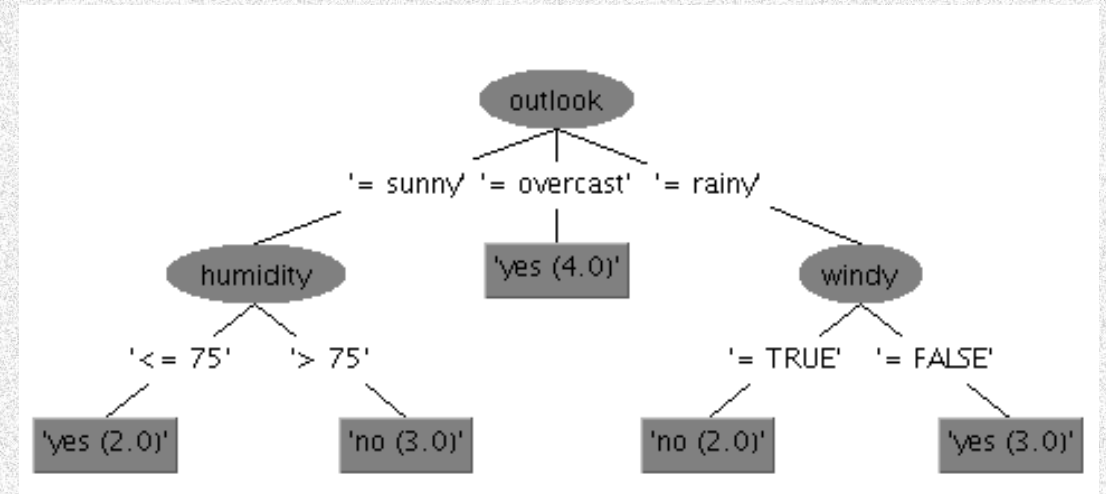 outlook
'= sunny' '= overcast' '= rainy'
humidity 'yes (4.0)' windy
'<= 75' '> 75' '= TRUE' '= FALSE'
'yes (2.0)' 'no (3.0)' 'no (2.0)' 'yes (3.0)'